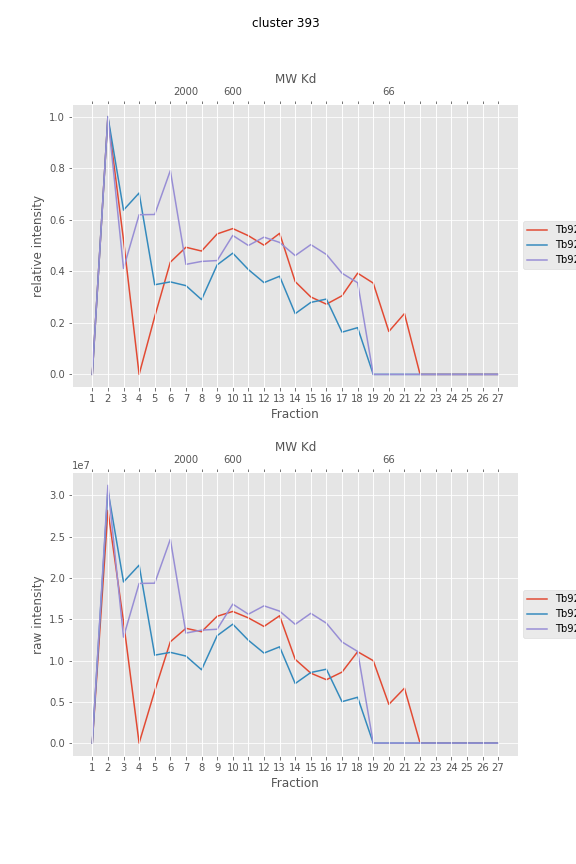 cluster 393
MW Kd
2000 600 66
1.0
0.8
0.6
0.4
0.2
0.0
relative intensity
Tb92
Tb92
Tb92
1 2 3 4 5 6 7 8 9 10 11 12 13 14 15 16 17 18 19 20 21 22 23 24 25 26 27
Fraction
MW Kd
1e7
2000 600 66
3.0
2.5
2.0
1.5
1.0
0.5
0.0
raw intensity
Tb92
Tb92
Tb92
1 2 3 4 5 6 7 8 9 10 11 12 13 14 15 16 17 18 19 20 21 22 23 24 25 26 27
Fraction